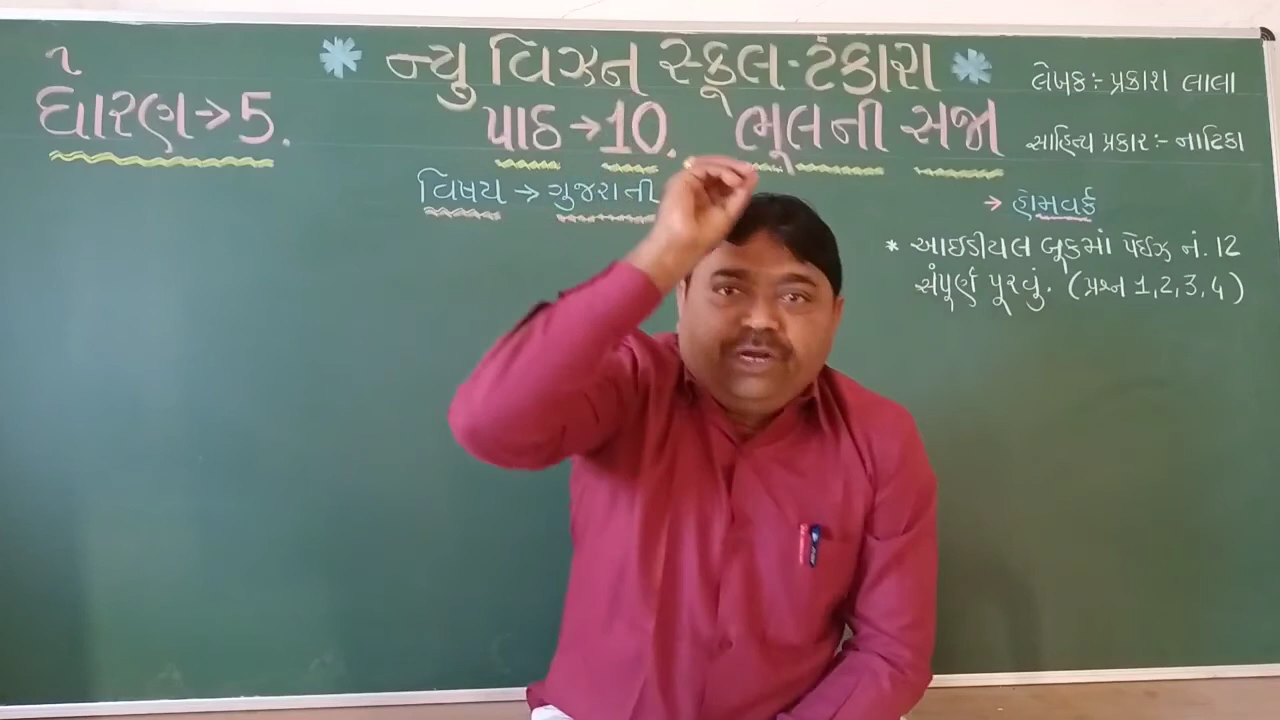 * ન્યુ વિઝન સ્કૂલ-ટંકારા *
ધોરણ → 5.
પાઠ → 10. ભૂલની સજા
લેખક :- પ્રકાશ લાલા
સાહિત્ય પ્રકાર :- નાટિકા
વિષય → ગુજરાતી
→ હોમવર્ક
* આઇડીયલ બૂકમાં પેઇઝ નં. 12
સંપૂર્ણ પૂરવું. (પ્રશ્ન 1,2,3,4)